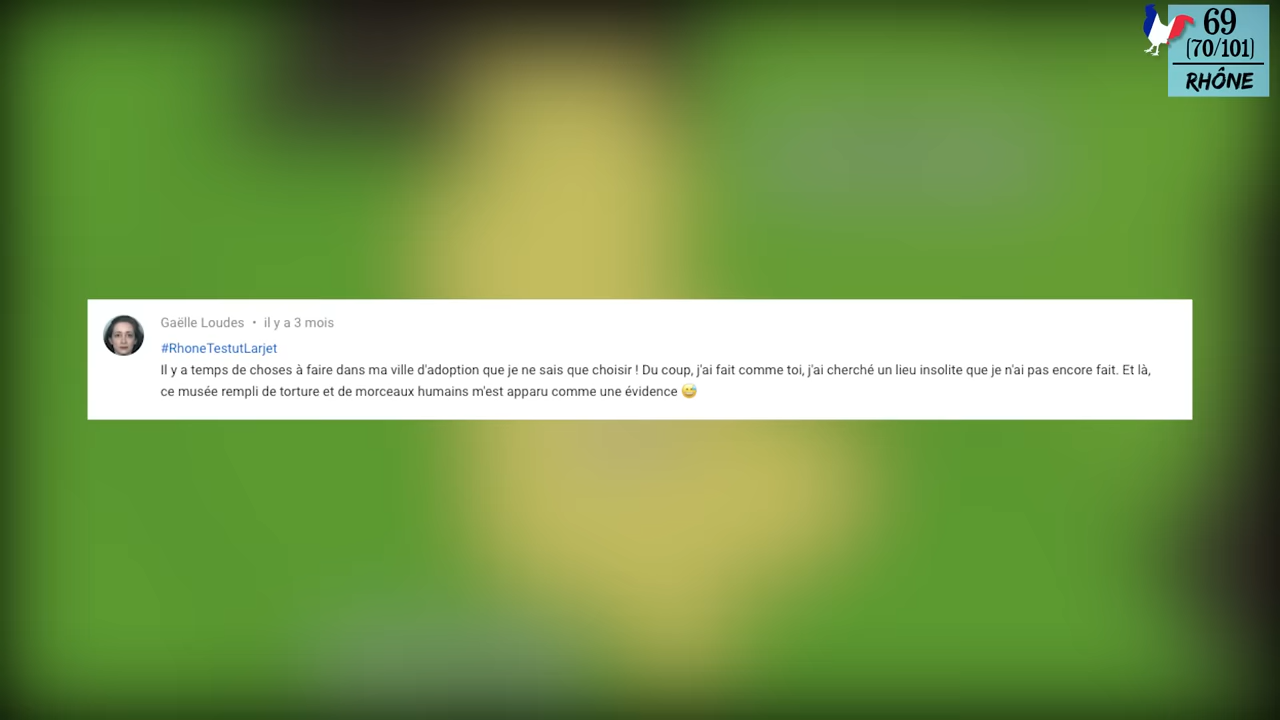 69
(70/101)
RHÔNE
Gaëlle Loudes • il y a 3 mois
#RhoneTestutLarjet
Il y a temps de choses à faire dans ma ville d'adoption que je ne sais que choisir ! Du coup, j'ai fait comme toi, j'ai cherché un lieu insolite que je n'ai pas encore fait. Et là,
ce musée rempli de torture et de morceaux humains m'est apparu comme une évidence 😅